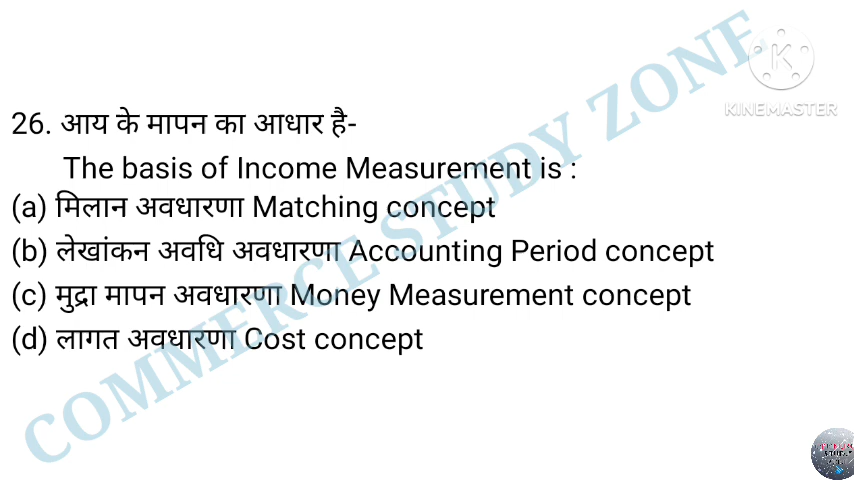 KINEMASTER
26. आय के मापन का आधार है-
The basis of Income Measurement is :
(a) मिलान अवधारणा Matching concept
(b) लेखांकन अवधि अवधारणा Accounting Period concept
(c) मुद्रा मापन अवधारणा Money Measurement concept
(d) लागत अवधारणा Cost concept
COMMERCE STUDY ZONE